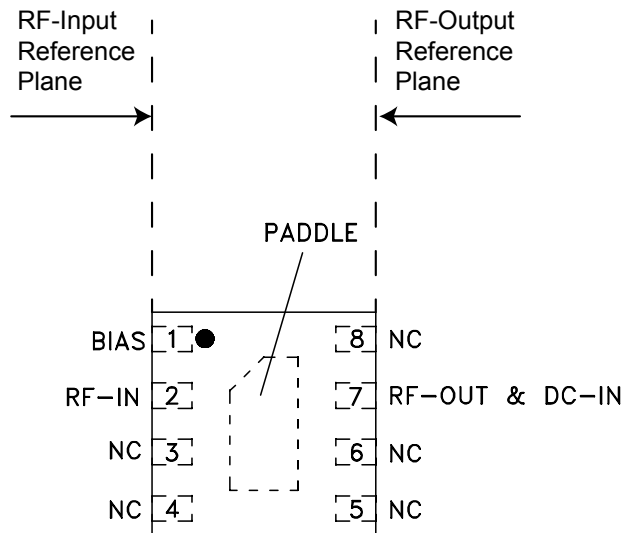 RF-Input
Reference
Plane
RF-Output
Reference
Plane
PADDLE
BIAS 1 8 NC
RF-IN 2 7 RF-OUT & DC-IN
NC 3 6 NC
NC 4 5 NC